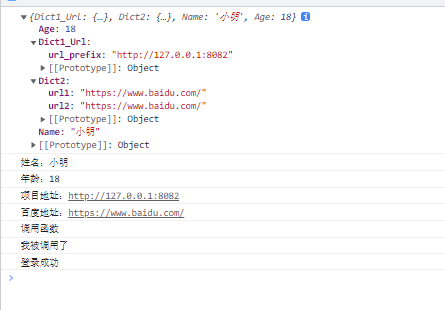 {Dict1_Url: {…}, Dict2: {…}, Name: '小明', Age: 18} i
Age: 18
Dict1_Url:
url_prefix: "http://127.0.0.1:8082"
[[Prototype]]: Object
Dict2:
url1: "https://www.baidu.com/"
url2: "https://www.baidu.com/"
[[Prototype]]: Object
Name: "小明"
[[Prototype]]: Object
姓名：小明
年龄：18
项目地址：http://127.0.0.1:8082
百度地址：https://www.baidu.com/
调用函数
我被调用了
登录成功